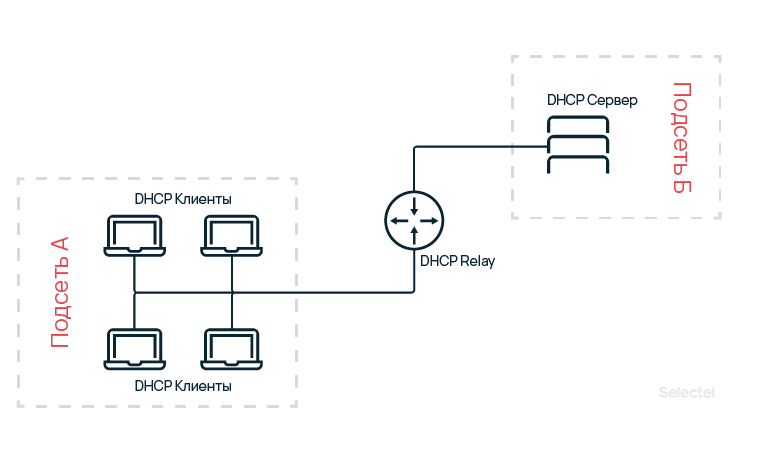 DHCP Сервер
Подсеть Б
DHCP Клиенты
Подсеть А
DHCP Relay
DHCP Клиенты
Selectel